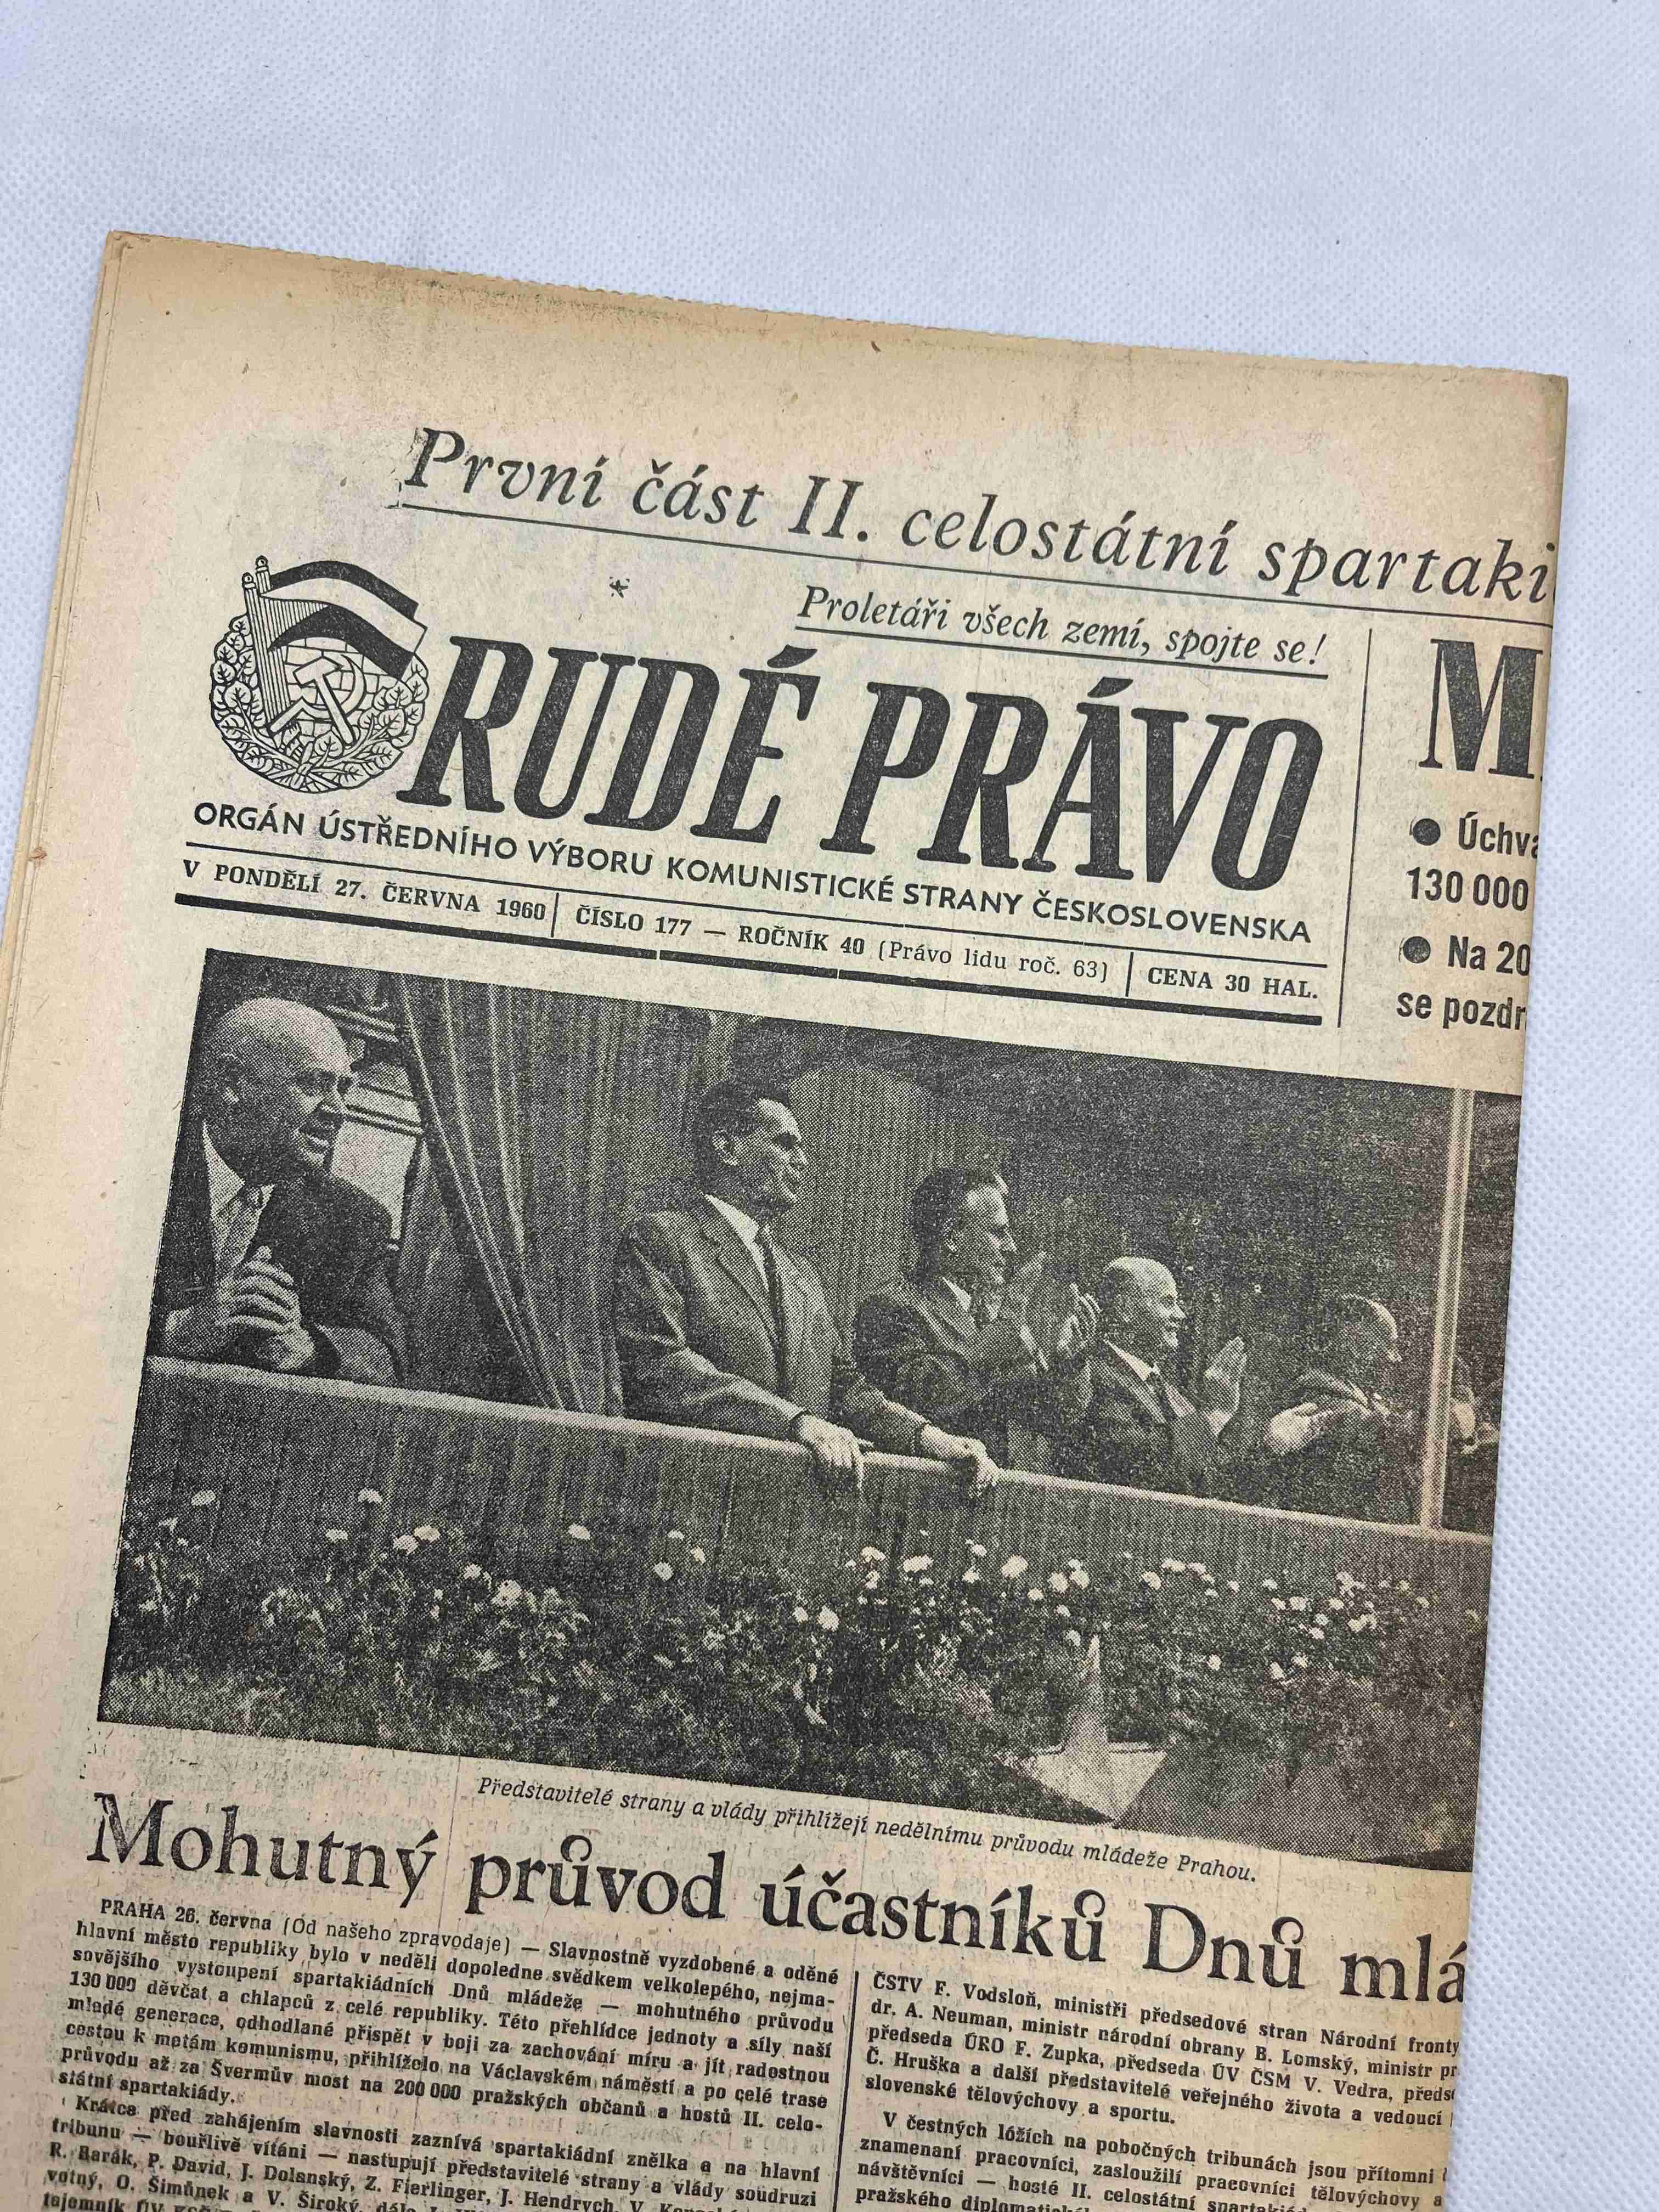 První část II. celostátní spartaki
Proletáři všech zemí, spojte se!
RUDÉ PRÁVO
ORGÁN ÚSTŘEDNÍHO VÝBORU KOMUNISTICKÉ STRANY ČESKOSLOVENSKA
V PONDĚLÍ 27. ČERVNA 1960 | ČÍSLO 177 — ROČNÍK 40 (Právo lidu roč. 63) | CENA 30 HAL.
M
● Úchva
130 000
● Na 20
se pozdr
Představitelé strany a vlády přihlížejí nedělnímu průvodu mládeže Prahou.
Mohutný průvod účastníků Dnů mlá
PRAHA 26. června (Od našeho zpravodaje) — Slavnostně vyzdobené a oděné
hlavní město republiky bylo v neděli dopoledne svědkem velkolepého, nejma-
sovějšího vystoupení spartakiádních Dnů mládeže — mohutného průvodu
130 000 děvčat a chlapců z celé republiky. Této přehlídce jednoty a síly naší
mladé generace, odhodlané přispět v boji za zachování míru a jít radostnou
cestou k metám komunismu, přihlíželo na Václavském náměstí a po celé trase
průvodu až za Švermův most na 200 000 pražských občanů a hostů II. celo-
státní spartakiády.
Krátce před zahájením slavnosti zaznívá spartakiádní znělka a na hlavní
tribunu — bouřlivě vítáni — nastupují představitelé strany a vlády soudruzi
R. Barák, P. David, J. Dolanský, Z. Fierlinger, J. Hendrych, V.
votný, O. Šimůnek a V. Široký, dále
tajemník ÚV
ČSTV F. Vodsloň, ministři předsedové stran Národní fronty
dr. A. Neuman, ministr národní obrany B. Lomský, ministr
předseda ÚRO F. Zupka, předseda ÚV ČSM V. Vedra, předs
Č. Hruška a další představitelé veřejného života a vedoucí
slovenské tělovýchovy a sportu.
V čestných lóžích na pobočných tribunách jsou přítomni
znamenaní pracovníci, zasloužilí pracovníci tělovýchovy a
návštěvníci — hosté II. celostátní spartakiá
pražského diplomatick